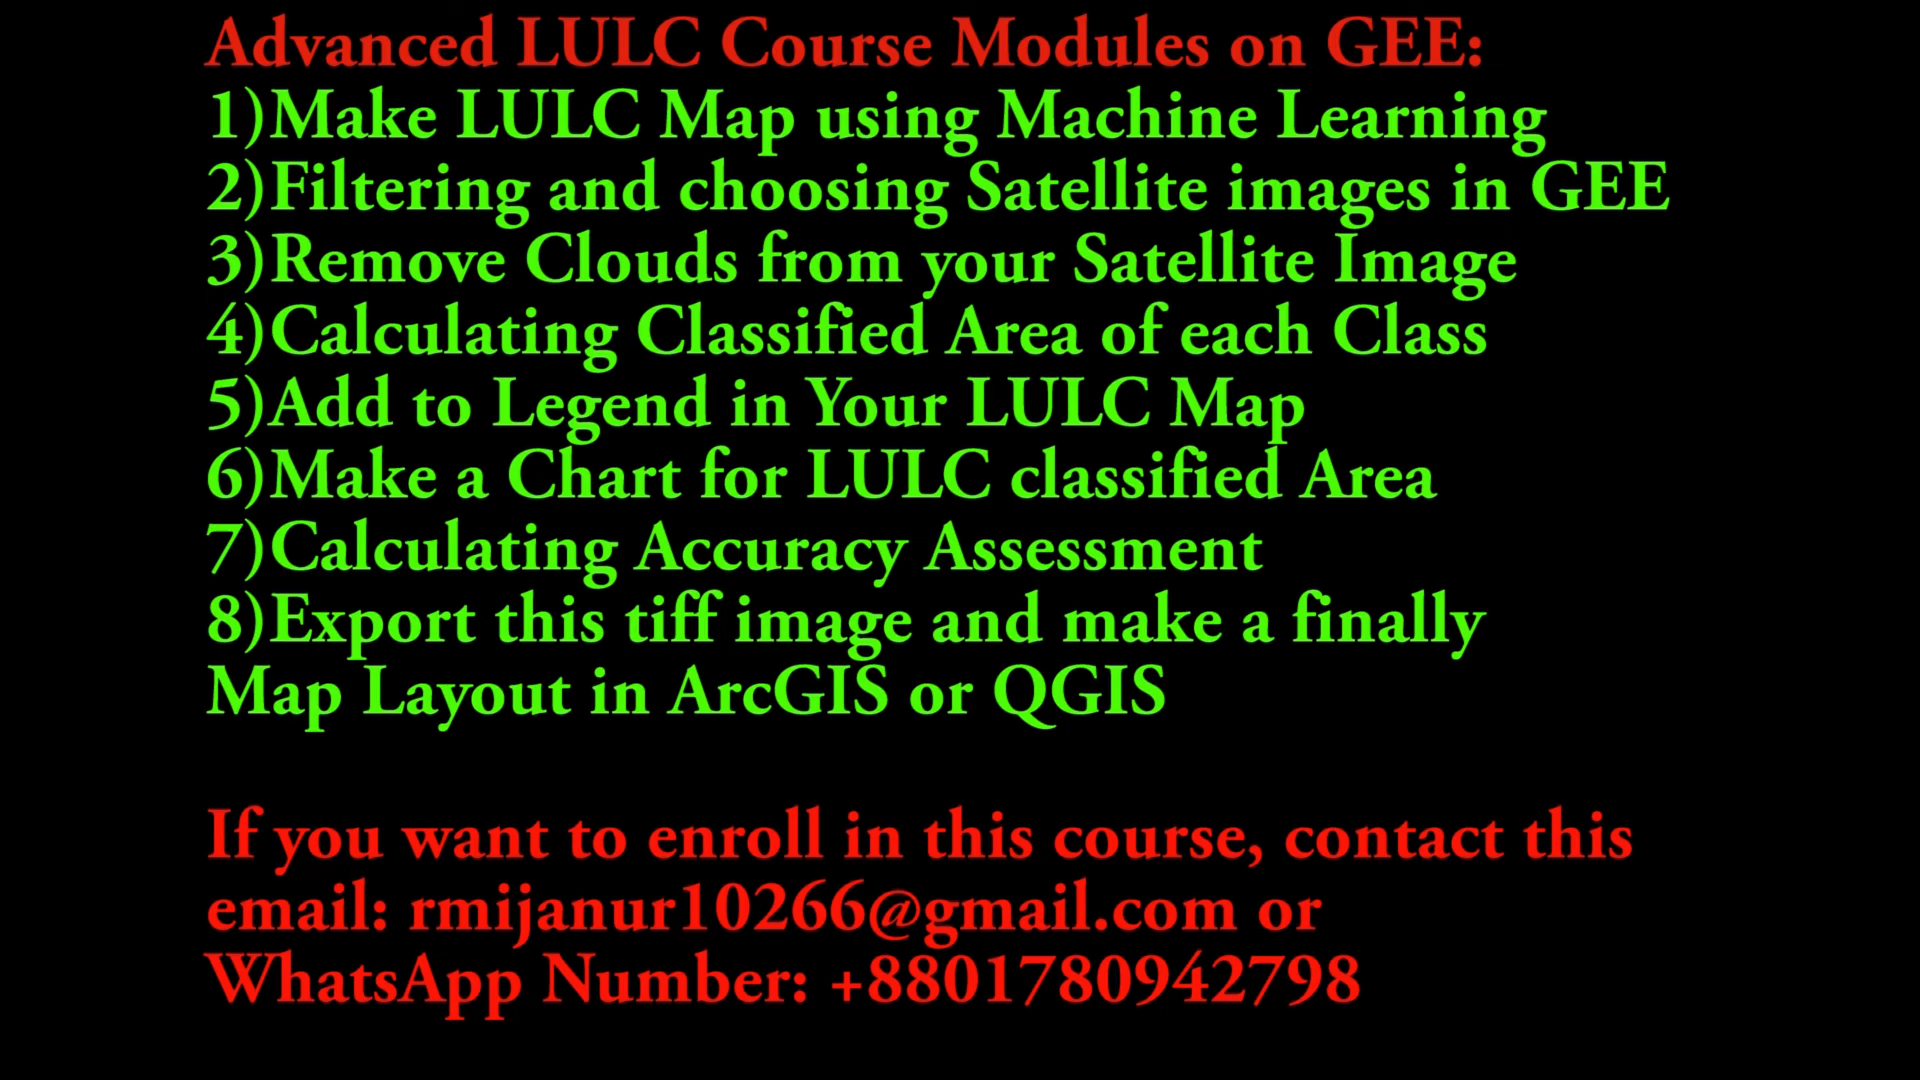 Advanced LULC Course Modules on GEE:
1)Make LULC Map using Machine Learning
2)Filtering and choosing Satellite images in GEE
3)Remove Clouds from your Satellite Image
4)Calculating Classified Area of each Class
5)Add to Legend in Your LULC Map
6)Make a Chart for LULC classified Area
7)Calculating Accuracy Assessment
8)Export this tiff image and make a finally
Map Layout in ArcGIS or QGIS
If you want to enroll in this course, contact this
email: rmijanur10266@gmail.com or
WhatsApp Number: +8801780942798